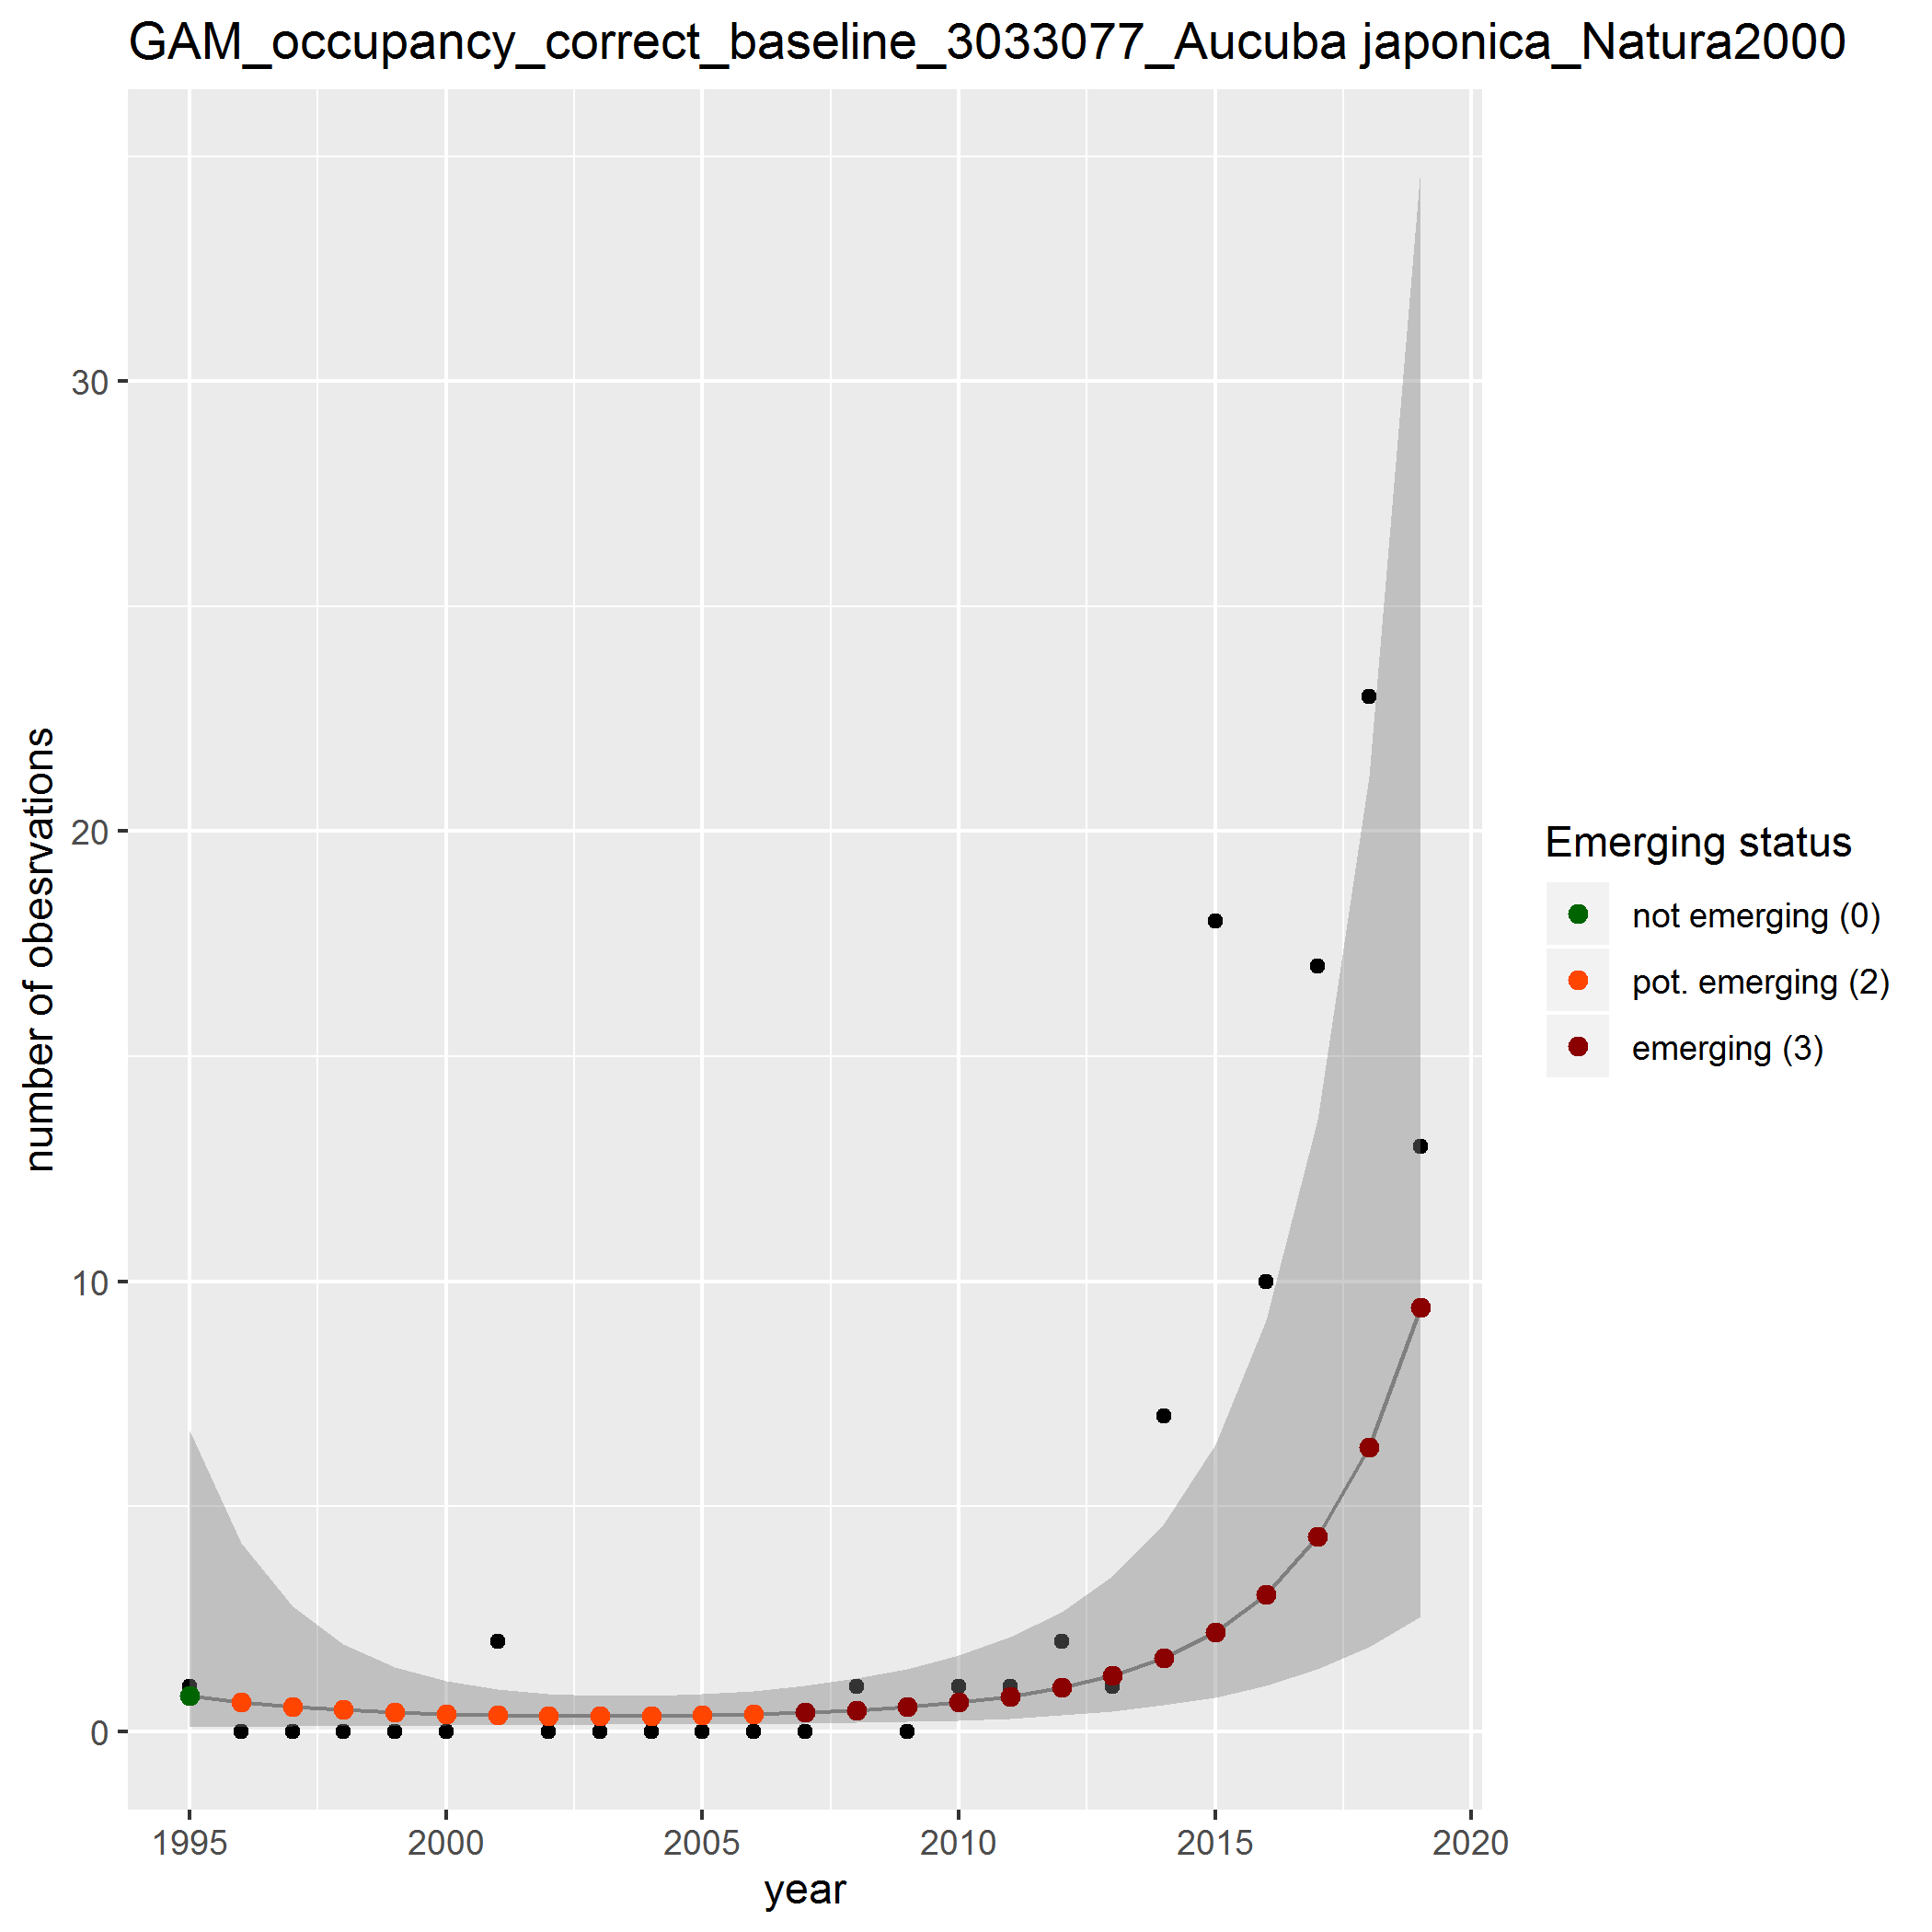 GAM_occupancy_correct_baseline_3033077_Aucuba japonica_Natura2000
number of obesrvations
30
20
10
0
1995 2000 2005 2010 2015 2020
year
Emerging status
not emerging (0)
pot. emerging (2)
emerging (3)